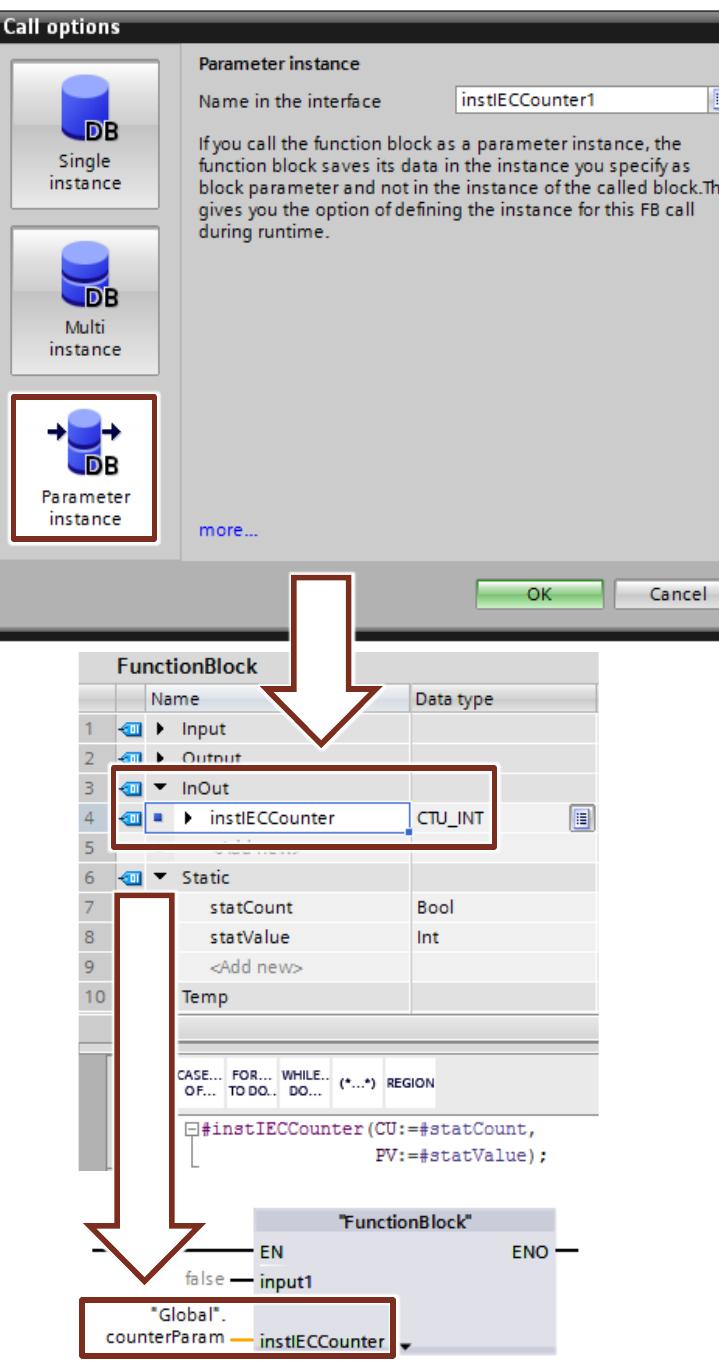 Call options
Parameter instance
Name in the interface
instIECCounter1
If you call the function block as a parameter instance, the
function block saves its data in the instance you specify as
block parameter and not in the instance of the called block.Th
gives you the option of defining the instance for this FB call
during runtime.
DB
Single
instance
DB
Multi
instance
DB
Parameter
instance
more...
OK
Cancel
FunctionBlock
Name
Data type
1 Input
2 Output
3 InOut
4 instIECCounter CTU_INT
5 <Add new>
6 Static
7 statCount Bool
8 statValue Int
9 <Add new>
10 Temp
CASE... FOR... WHILE.. (*...*) REGION
OF... TO DO.. DO...
#instIECCounter(CU:=#statCount,
PV:=#statValue);
"FunctionBlock"
EN ENO
false input1
"Global".
counterParam instIECCounter